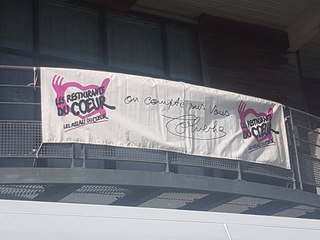 LES RESTAURANTS
DU COEUR
LES RELAIS DU COEUR
on compte sur vous
Coluche
LES RESTAURANTS
DU COEUR
LES RELAIS DU COEUR